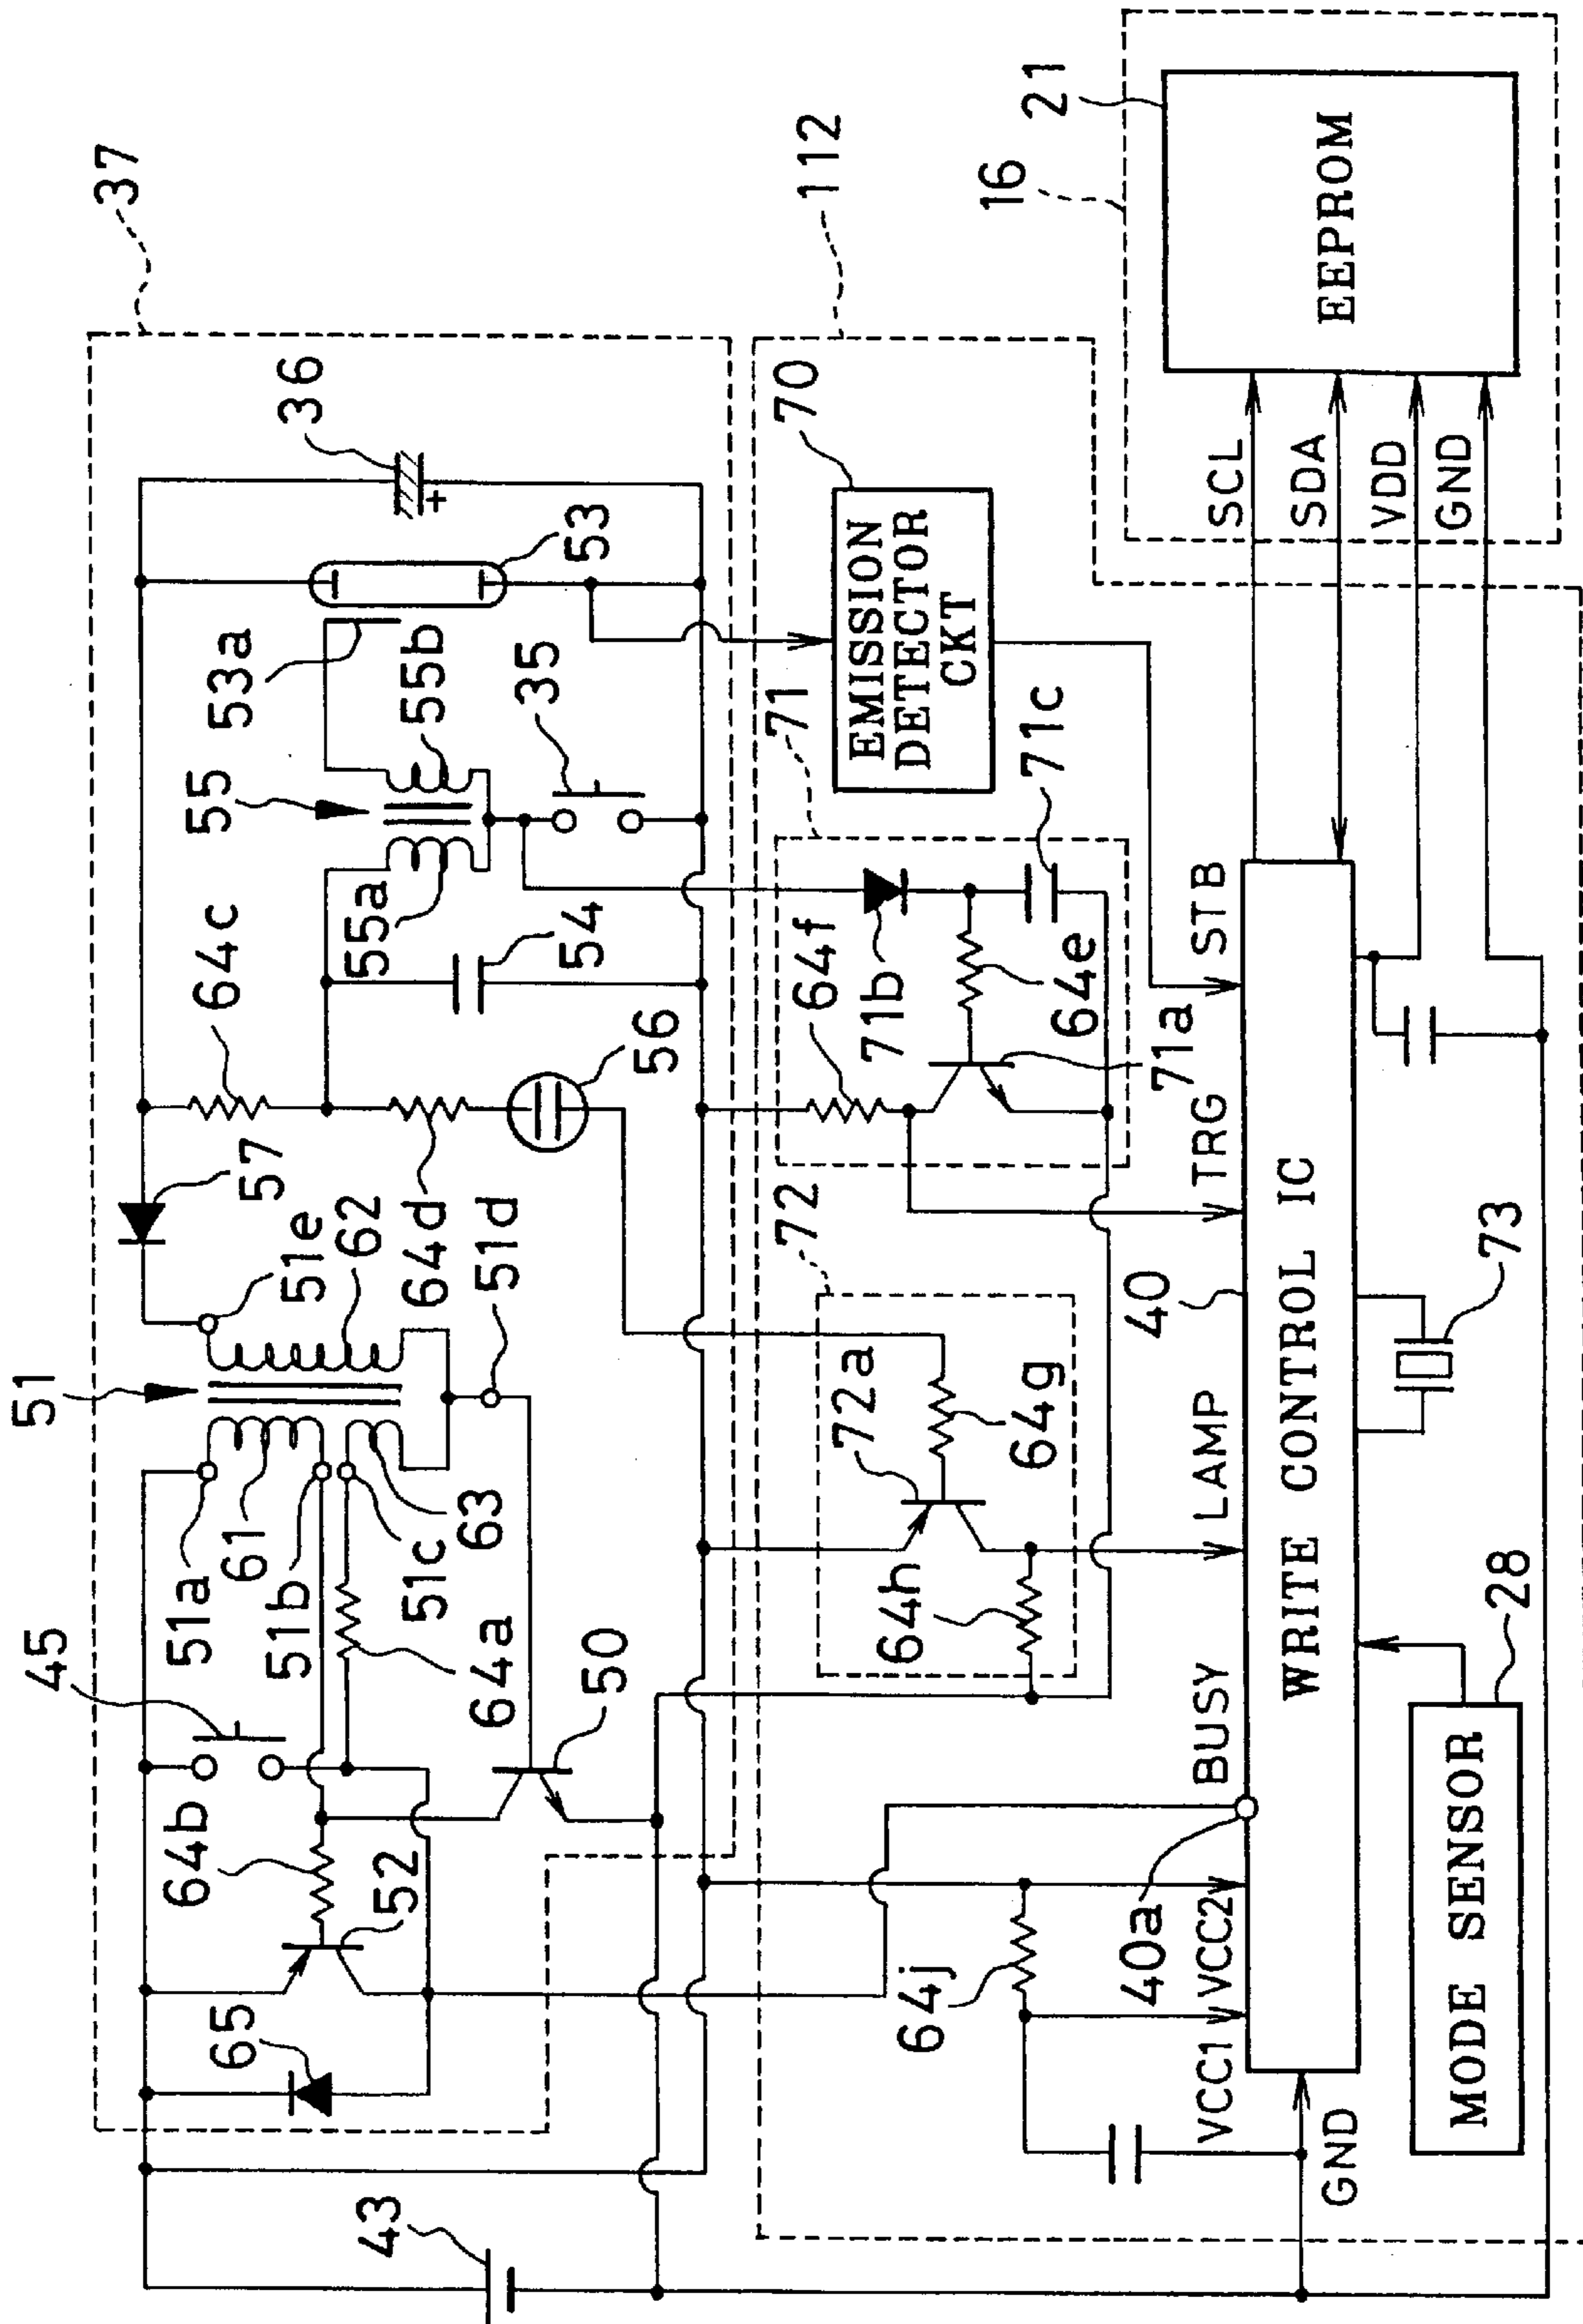 37
51
45
51a
61
51b
51c
63
64a
64b
52
65
50
51e
62
64d
51d
57
64c
55
55a
54
56
53a
55b
35
53
36
43
112
72
72a
64g
64h
71
64f
71b
64e
71a
71c
70
EMISSION
DETECTOR
CKT
64j
40a
40
VCC1
VCC2
BUSY
LAMP
TRG
STB
GND
WRITE CONTROL IC
73
MODE SENSOR
28
16
21
SCL
SDA
VDD
GND
EEPROM